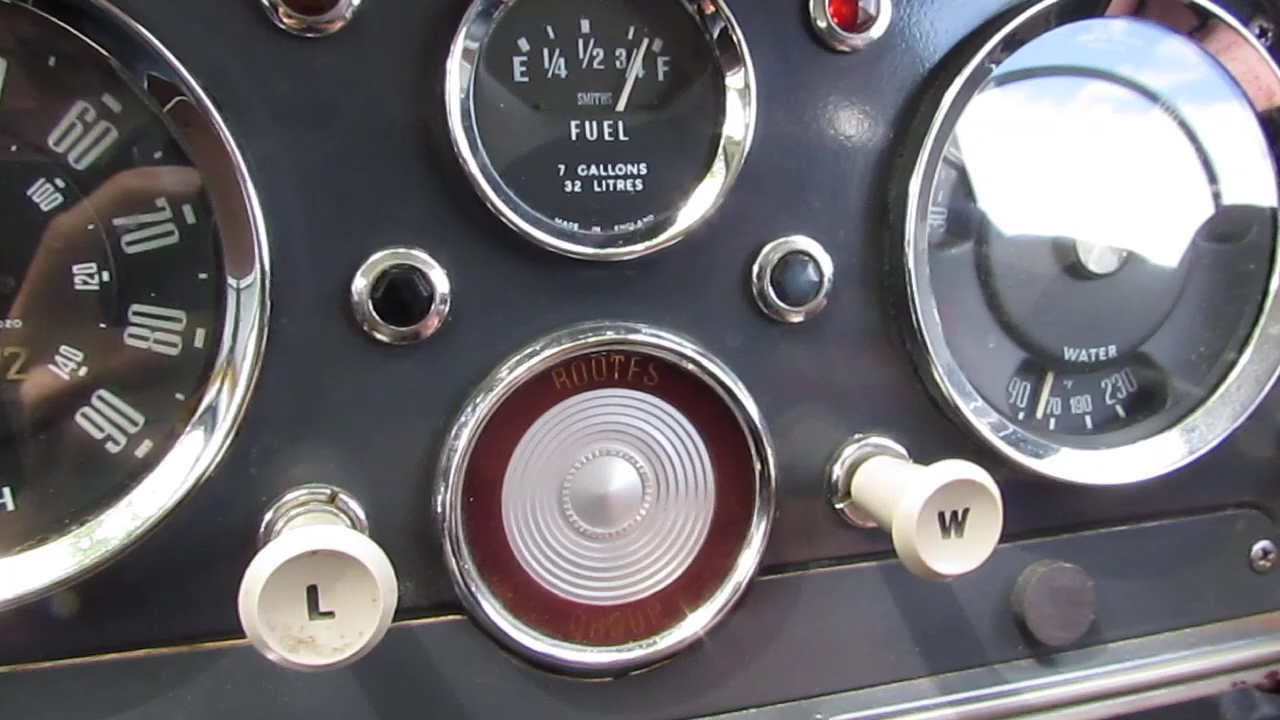 60
70
80
90
100
120
140
E 1/4 1/2 3/4 F
SMITHS
FUEL
7 GALLONS
32 LITRES
MADE IN ENGLAND
30
WATER
90 °F 190 230
ROOTES
GROUP
L
W